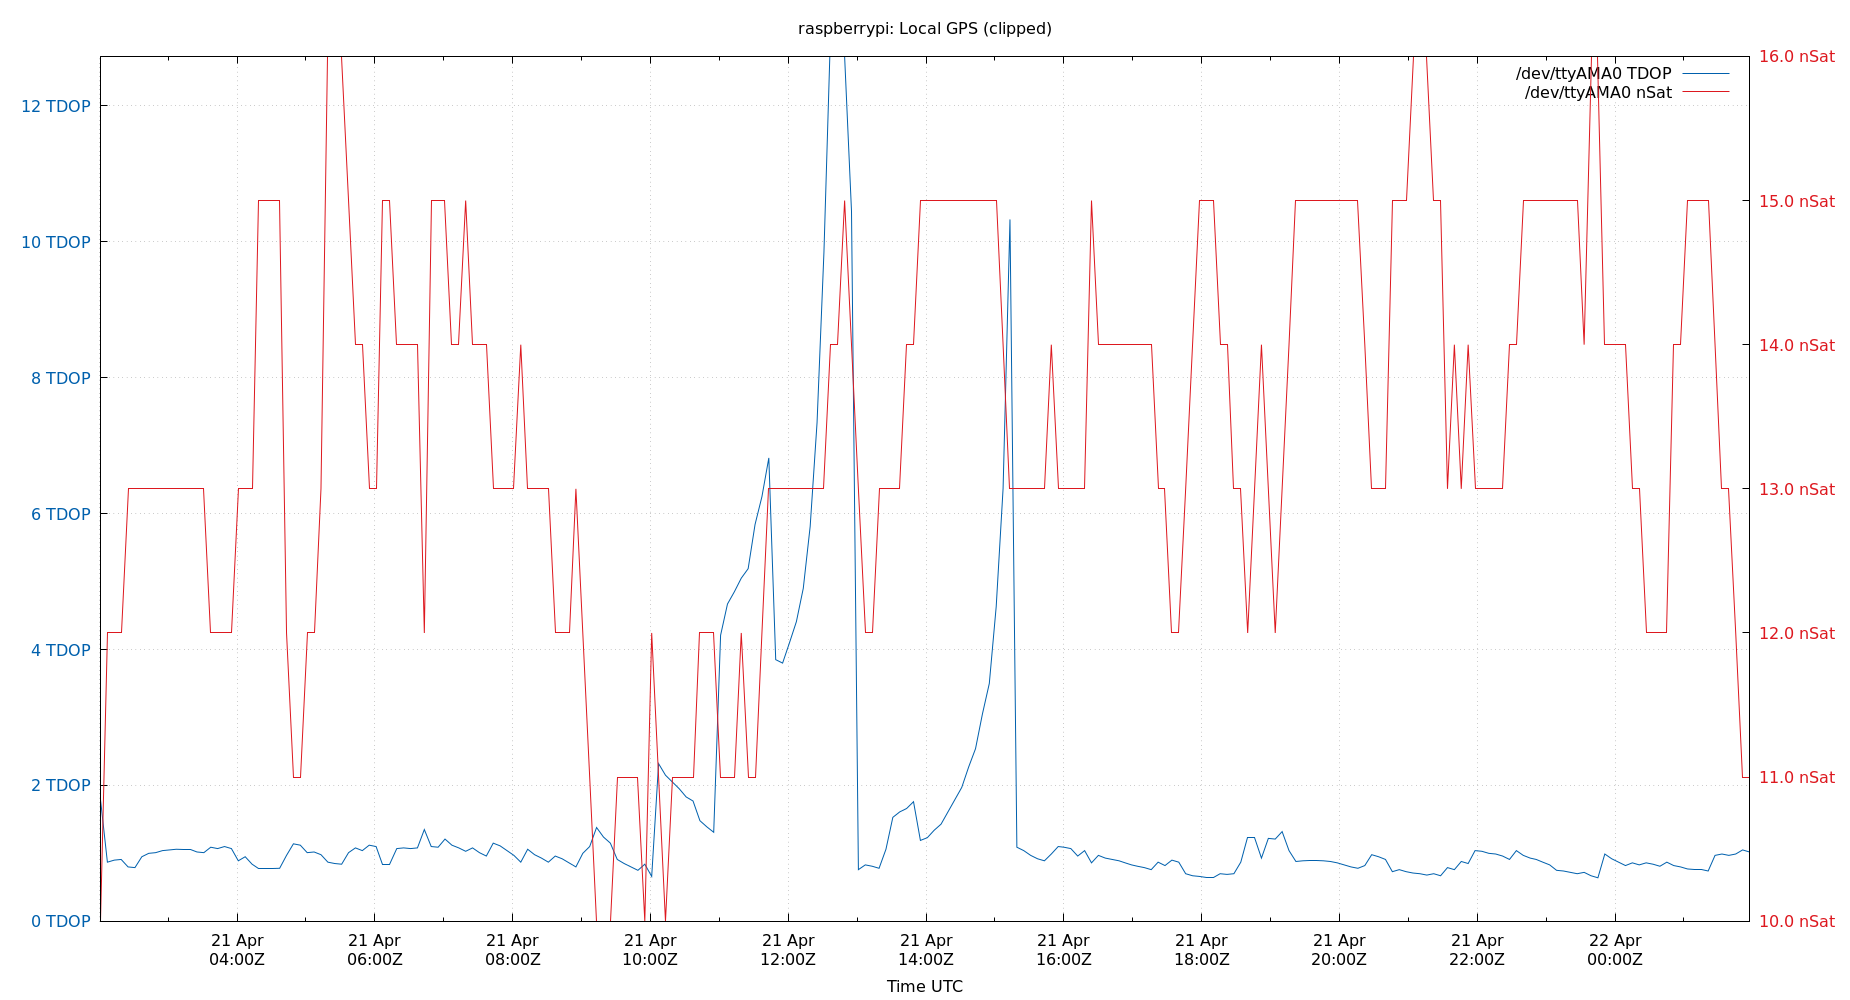 raspberrypi: Local GPS (clipped)
/dev/ttyAMA0 TDOP
/dev/ttyAMA0 nSat
12 TDOP
10 TDOP
8 TDOP
6 TDOP
4 TDOP
2 TDOP
0 TDOP
16.0 nSat
15.0 nSat
14.0 nSat
13.0 nSat
12.0 nSat
11.0 nSat
10.0 nSat
21 Apr
04:00Z
21 Apr
06:00Z
21 Apr
08:00Z
21 Apr
10:00Z
21 Apr
12:00Z
21 Apr
14:00Z
21 Apr
16:00Z
21 Apr
18:00Z
21 Apr
20:00Z
21 Apr
22:00Z
22 Apr
00:00Z
Time UTC